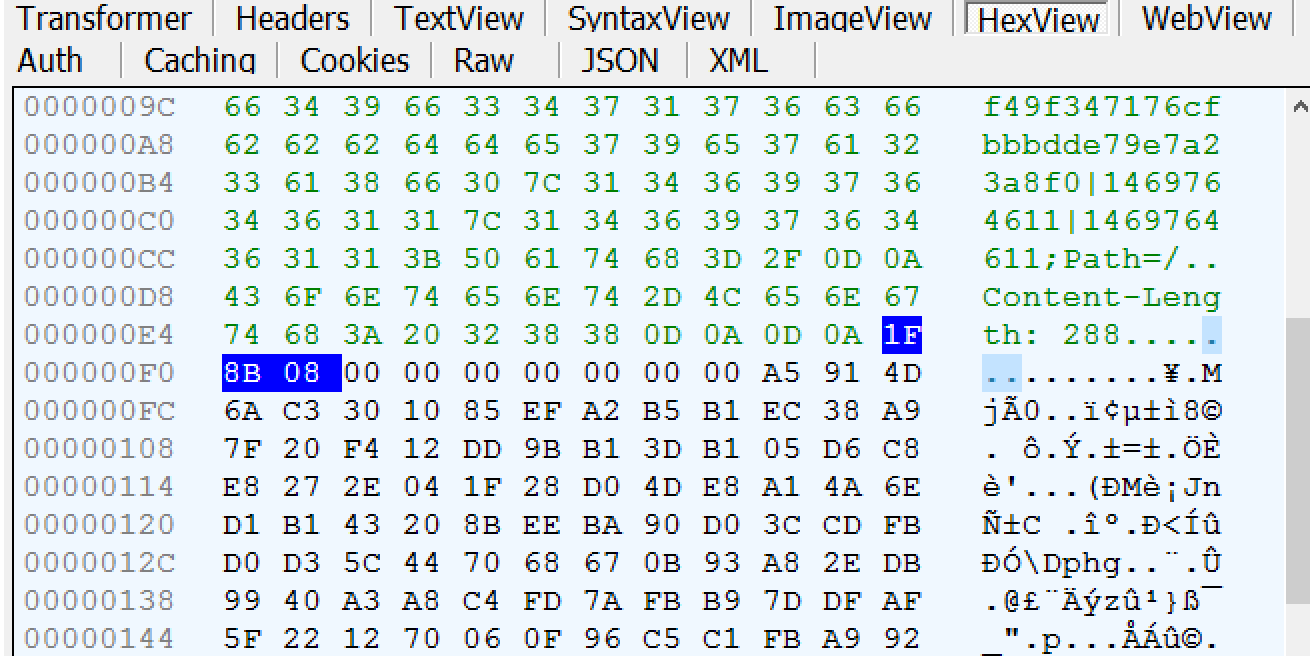 Transformer Headers TextView SyntaxView ImageView HexView WebView
Auth Caching Cookies Raw JSON XML
0000009C 66 34 39 66 33 34 37 31 37 36 63 66 f49f347176cf
000000A8 62 62 62 64 64 65 37 39 65 37 61 32 bbbdde79e7a2
000000B4 33 61 38 66 30 7C 31 34 36 39 37 36 3a8f0|146976
000000C0 34 36 31 31 7C 31 34 36 39 37 36 34 4611|1469764
000000CC 36 31 31 3B 50 61 74 68 3D 2F 0D 0A 611;Path=/..
000000D8 43 6F 6E 74 65 6E 74 2D 4C 65 6E 67 Content-Leng
000000E4 74 68 3A 20 32 38 38 0D 0A 0D 0A 1F th: 288.....
000000F0 8B 08 00 00 00 00 00 00 00 A5 91 4D .........¥.M
000000FC 6A C3 30 10 85 EF A2 B5 B1 EC 38 A9 jÃ0..ï¢µ±ì8©
00000108 7F 20 F4 12 DD 9B B1 3D B1 05 D6 C8 . ô.Ý.±=±.ÖÈ
00000114 E8 27 2E 04 1F 28 D0 4D E8 A1 4A 6E è'...(ÐMè¡Jn
00000120 D1 B1 43 20 8B EE BA 90 D0 3C CD FB Ñ±C .îº.Ð<Íû
0000012C D0 D3 5C 44 70 68 67 0B 93 A8 2E DB ÐÓ\Dphg..¨.Û
00000138 99 40 A3 A8 C4 FD 7A FB B9 7D DF AF .@£¨Äýzû¹}ß¯
00000144 5F 22 12 70 06 0F 96 C5 C1 FB A9 92 _".p...ÅÁû©.